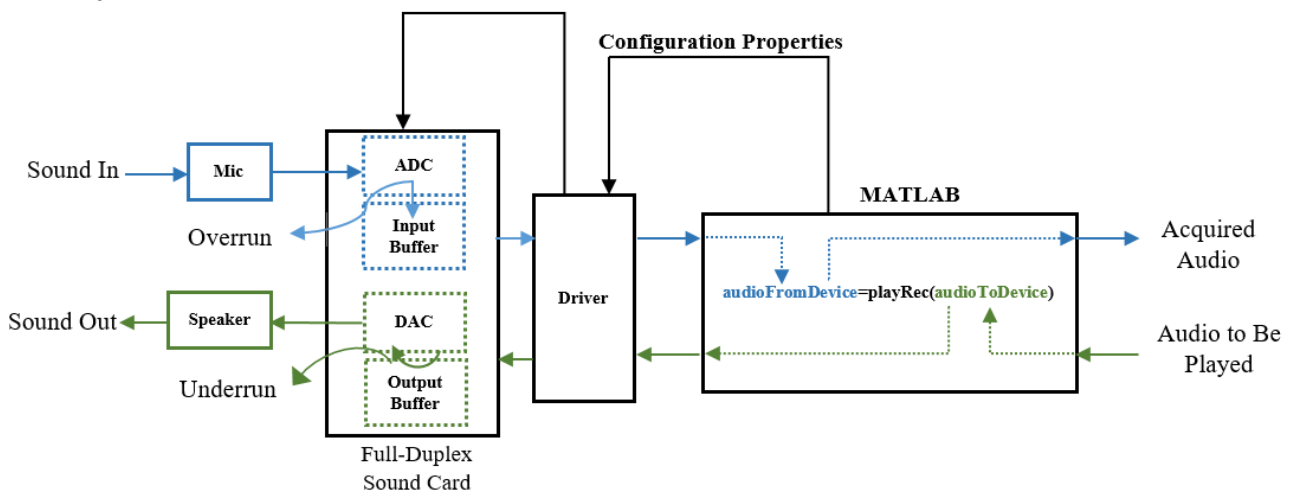 Configuration Properties
Sound In
Mic
ADC
Overrun
Input
Buffer
MATLAB
Acquired
Audio
audioFromDevice=playRec(audioToDevice)
Driver
Sound Out
Speaker
DAC
Underrun
Output
Buffer
Audio to Be
Played
Full-Duplex
Sound Card